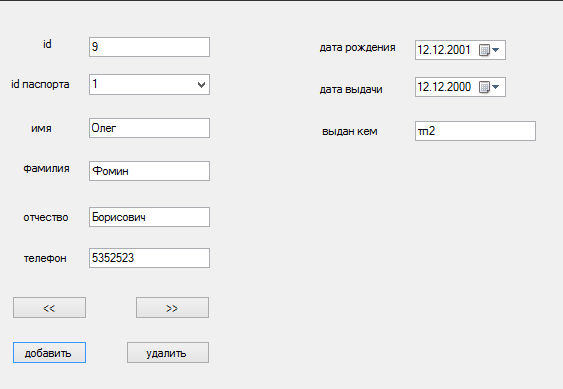 id 9
id паспорта 1
имя Олег
фамилия Фомин
отчество Борисович
телефон 5352523
<< >>
добавить удалить
дата рождения 12.12.2001
дата выдачи 12.12.2000
выдан кем тп2